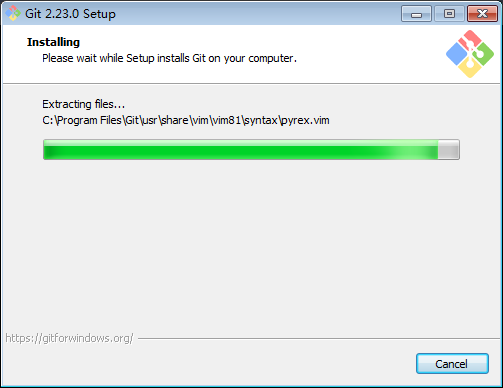 Git 2.23.0 Setup
Installing
Please wait while Setup installs Git on your computer.
Extracting files...
C:\Program Files\Git\usr\share\vim\vim81\syntax\pyrex.vim
https://gitforwindows.org/
Cancel